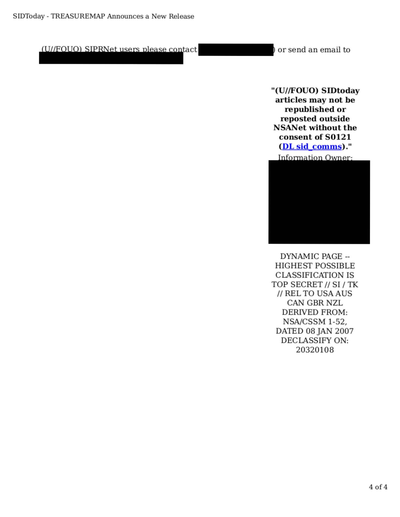 SIDToday - TREASUREMAP Announces a New Release
(U//FOUO) SIPRNet users please contact ) or send an email to
"(U//FOUO) SIDtoday
articles may not be
republished or
reposted outside
NSANet without the
consent of S0121
(DL sid_comms)."
Information Owner:
DYNAMIC PAGE --
HIGHEST POSSIBLE
CLASSIFICATION IS
TOP SECRET // SI / TK
// REL TO USA AUS
CAN GBR NZL
DERIVED FROM:
NSA/CSSM 1-52,
DATED 08 JAN 2007
DECLASSIFY ON:
20320108
4 of 4